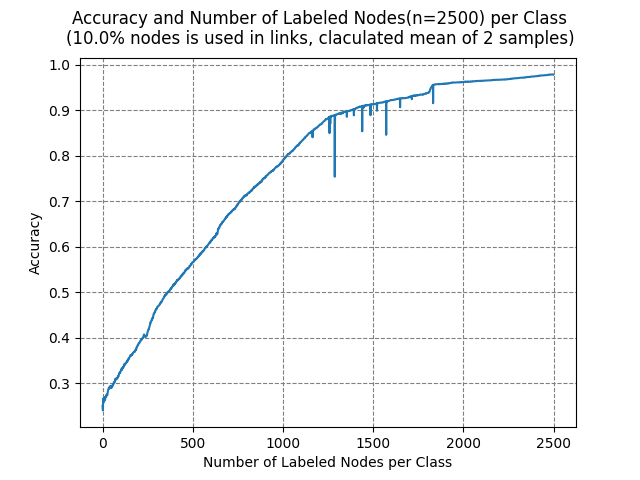 Accuracy and Number of Labeled Nodes(n=2500) per Class
(10.0% nodes is used in links, claculated mean of 2 samples)
1.0
0.9
0.8
0.7
0.6
0.5
0.4
0.3
Accuracy
0 500 1000 1500 2000 2500
Number of Labeled Nodes per Class